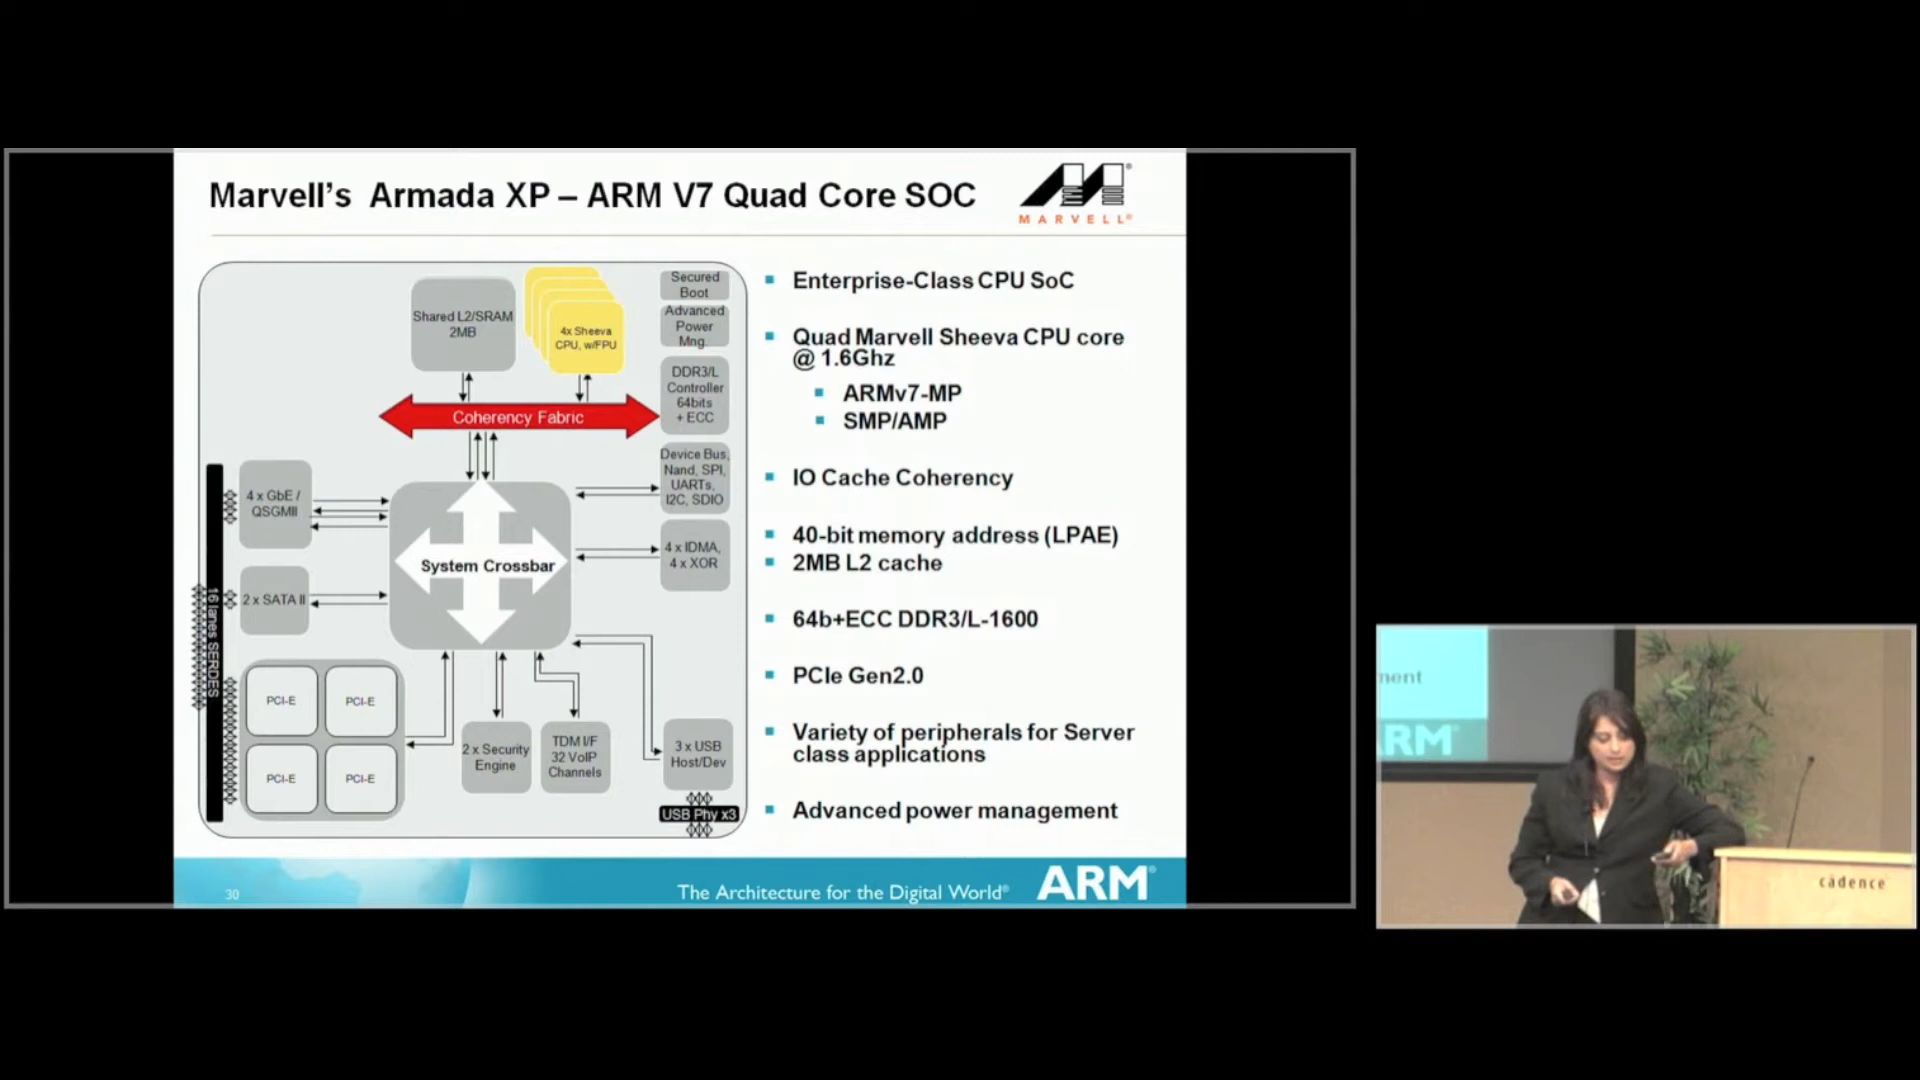 Marvell's Armada XP – ARM V7 Quad Core SOC
MARVELL®
Shared L2/SRAM
2MB
4x Sheeva
CPU, w/FPU
Secured
Boot
Advanced
Power
Mng.
DDR3/L
Controller
64bits
+ ECC
Coherency Fabric
Device Bus,
Nand, SPI,
UARTs,
I2C, SDIO
4 x GbE /
QSGMII
System Crossbar
4 x IDMA,
4 x XOR
2 x SATA II
16 lanes SERDES
PCI-E
PCI-E
PCI-E
PCI-E
2 x Security
Engine
TDM I/F
32 VoIP
Channels
3 x USB
Host/Dev
USB Phy x3
Enterprise-Class CPU SoC
Quad Marvell Sheeva CPU core
@ 1.6Ghz
ARMv7-MP
SMP/AMP
IO Cache Coherency
40-bit memory address (LPAE)
2MB L2 cache
64b+ECC DDR3/L-1600
PCIe Gen2.0
Variety of peripherals for Server
class applications
Advanced power management
30
The Architecture for the Digital World®
ARM®
nent
ARM
cadence